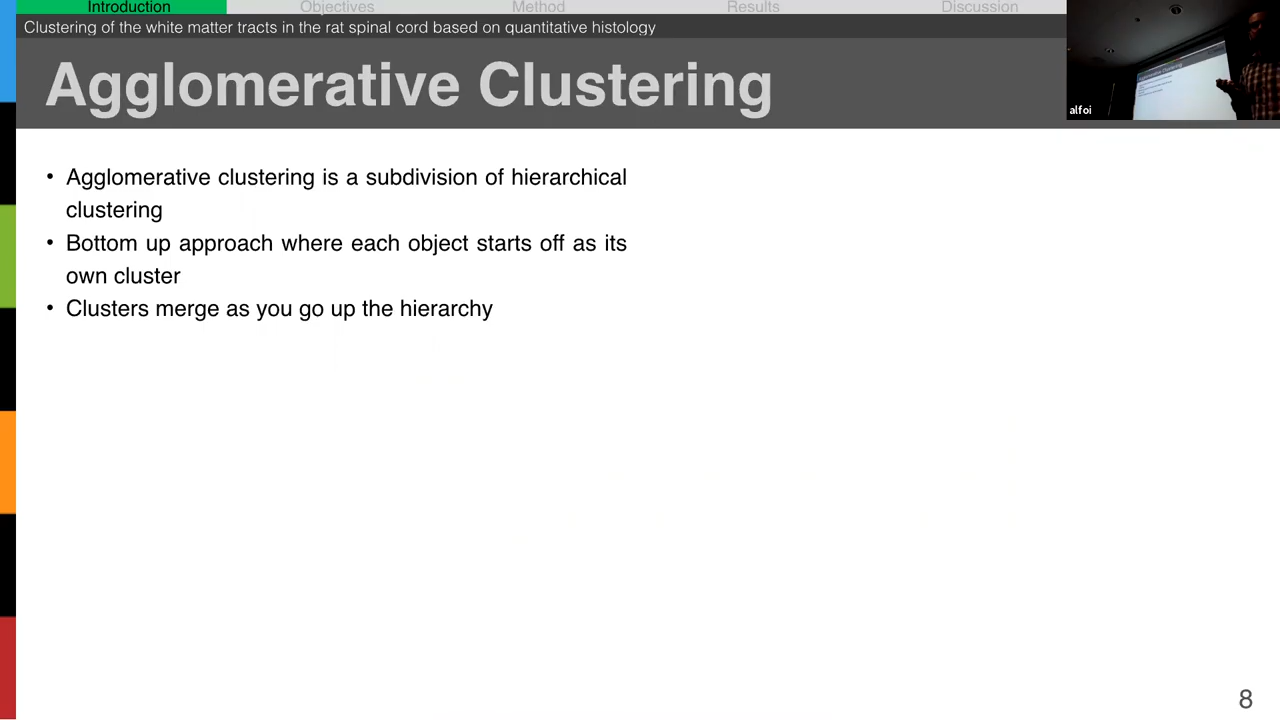 Introduction Objectives Method Results Discussion
Clustering of the white matter tracts in the rat spinal cord based on quantitative histology
Agglomerative Clustering
alfoi
• Agglomerative clustering is a subdivision of hierarchical
clustering
• Bottom up approach where each object starts off as its
own cluster
• Clusters merge as you go up the hierarchy
8